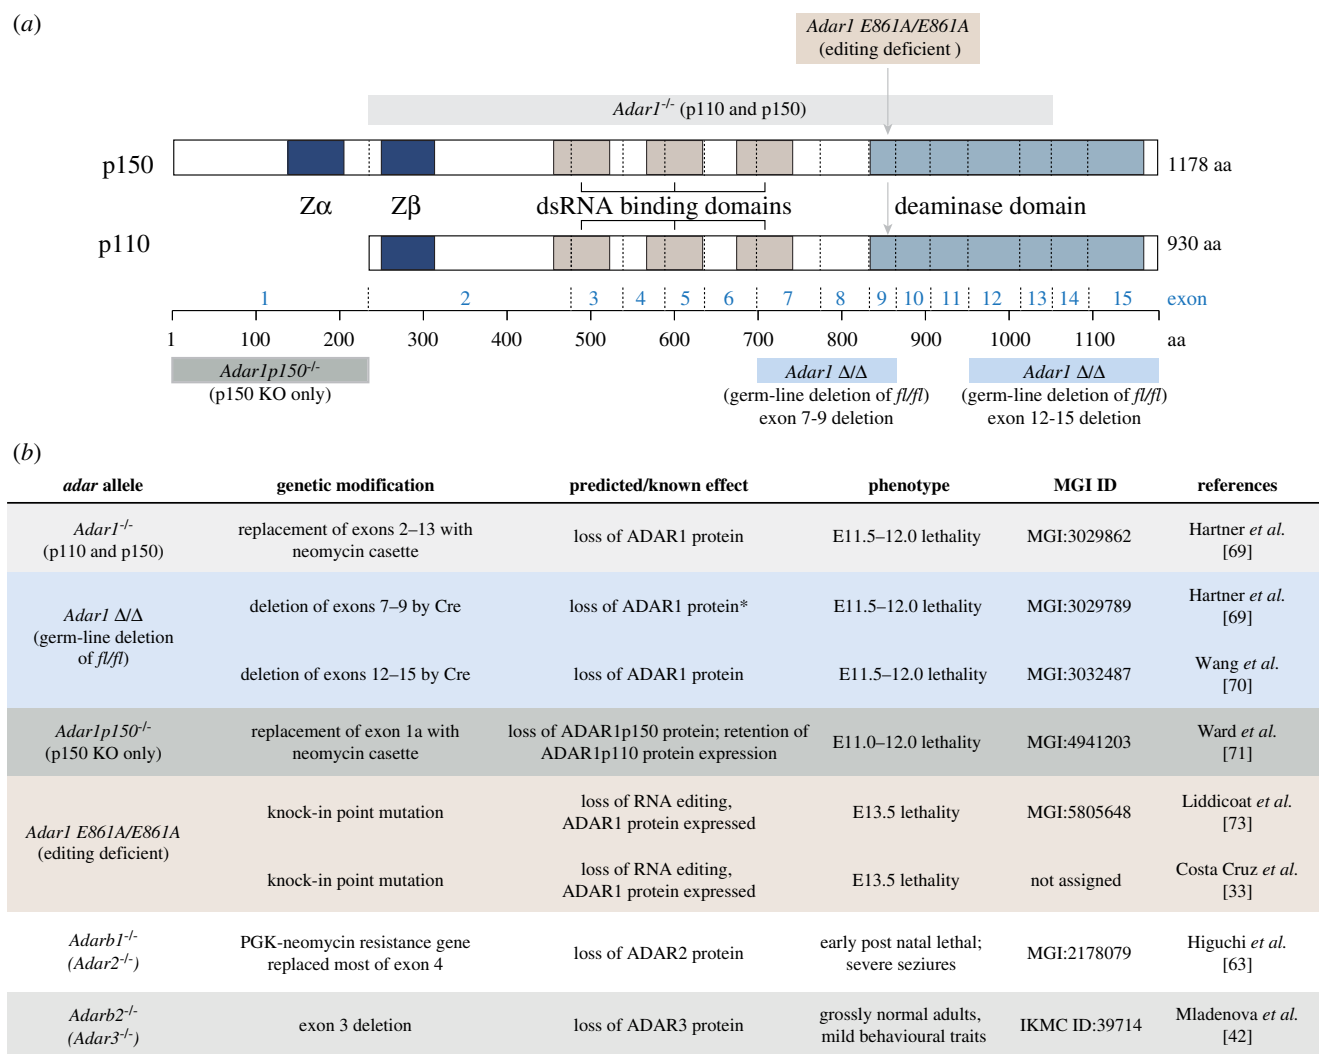 (a)
Adar1 E861A/E861A
(editing deficient )
Adar1-/- (p110 and p150)
p150
1178 aa
Zα Zβ dsRNA binding domains deaminase domain
p110
930 aa
1 2 3 4 5 6 7 8 9 10 11 12 13 14 15 exon
1 100 200 300 400 500 600 700 800 900 1000 1100 aa
Adar1p150-/-
(p150 KO only)
Adar1 Δ/Δ
(germ-line deletion of fl/fl)
exon 7-9 deletion
Adar1 Δ/Δ
(germ-line deletion of fl/fl)
exon 12-15 deletion
(b)
adar allele genetic modification predicted/known effect phenotype MGI ID references
Adar1-/-
(p110 and p150)
replacement of exons 2–13 with
neomycin casette
loss of ADAR1 protein
E11.5–12.0 lethality
MGI:3029862
Hartner et al.
[69]
Adar1 Δ/Δ
(germ-line deletion
of fl/fl)
deletion of exons 7–9 by Cre
loss of ADAR1 protein*
E11.5–12.0 lethality
MGI:3029789
Hartner et al.
[69]
deletion of exons 12–15 by Cre
loss of ADAR1 protein
E11.5–12.0 lethality
MGI:3032487
Wang et al.
[70]
Adar1p150-/-
(p150 KO only)
replacement of exon 1a with
neomycin casette
loss of ADAR1p150 protein; retention of
ADAR1p110 protein expression
E11.0–12.0 lethality
MGI:4941203
Ward et al.
[71]
Adar1 E861A/E861A
(editing deficient)
knock-in point mutation
loss of RNA editing,
ADAR1 protein expressed
E13.5 lethality
MGI:5805648
Liddicoat et al.
[73]
knock-in point mutation
loss of RNA editing,
ADAR1 protein expressed
E13.5 lethality
not assigned
Costa Cruz et al.
[33]
Adarb1-/-
(Adar2-/-)
PGK-neomycin resistance gene
replaced most of exon 4
loss of ADAR2 protein
early post natal lethal;
severe seziures
MGI:2178079
Higuchi et al.
[63]
Adarb2-/-
(Adar3-/-)
exon 3 deletion
loss of ADAR3 protein
grossly normal adults,
mild behavioural traits
IKMC ID:39714
Mladenova et al.
[42]